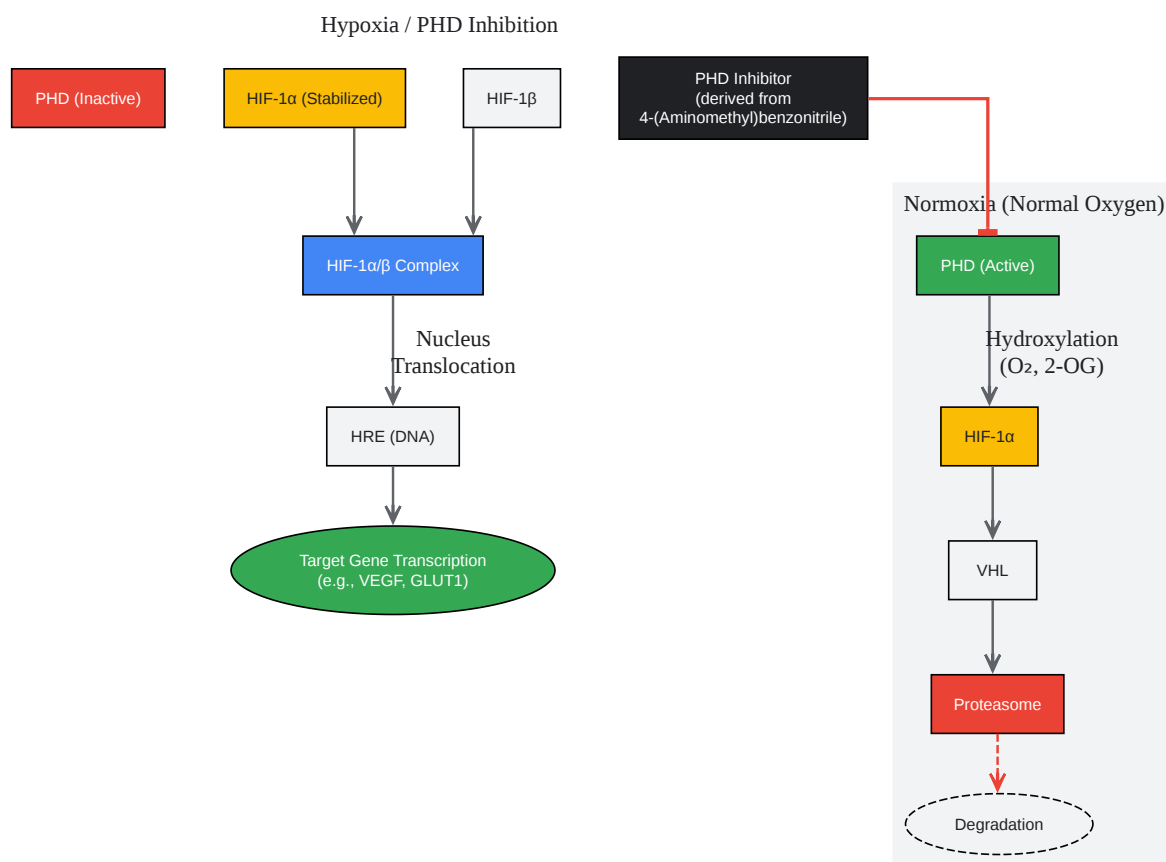 Hypoxia / PHD Inhibition
PHD (Inactive)
HIF-1α (Stabilized)
HIF-1β
PHD Inhibitor
(derived from
4-(Aminomethyl)benzonitrile)
Normoxia (Normal Oxygen)
HIF-1α/β Complex
PHD (Active)
Nucleus
Translocation
Hydroxylation
(O₂, 2-OG)
HRE (DNA)
HIF-1α
Target Gene Transcription
(e.g., VEGF, GLUT1)
VHL
Proteasome
Degradation